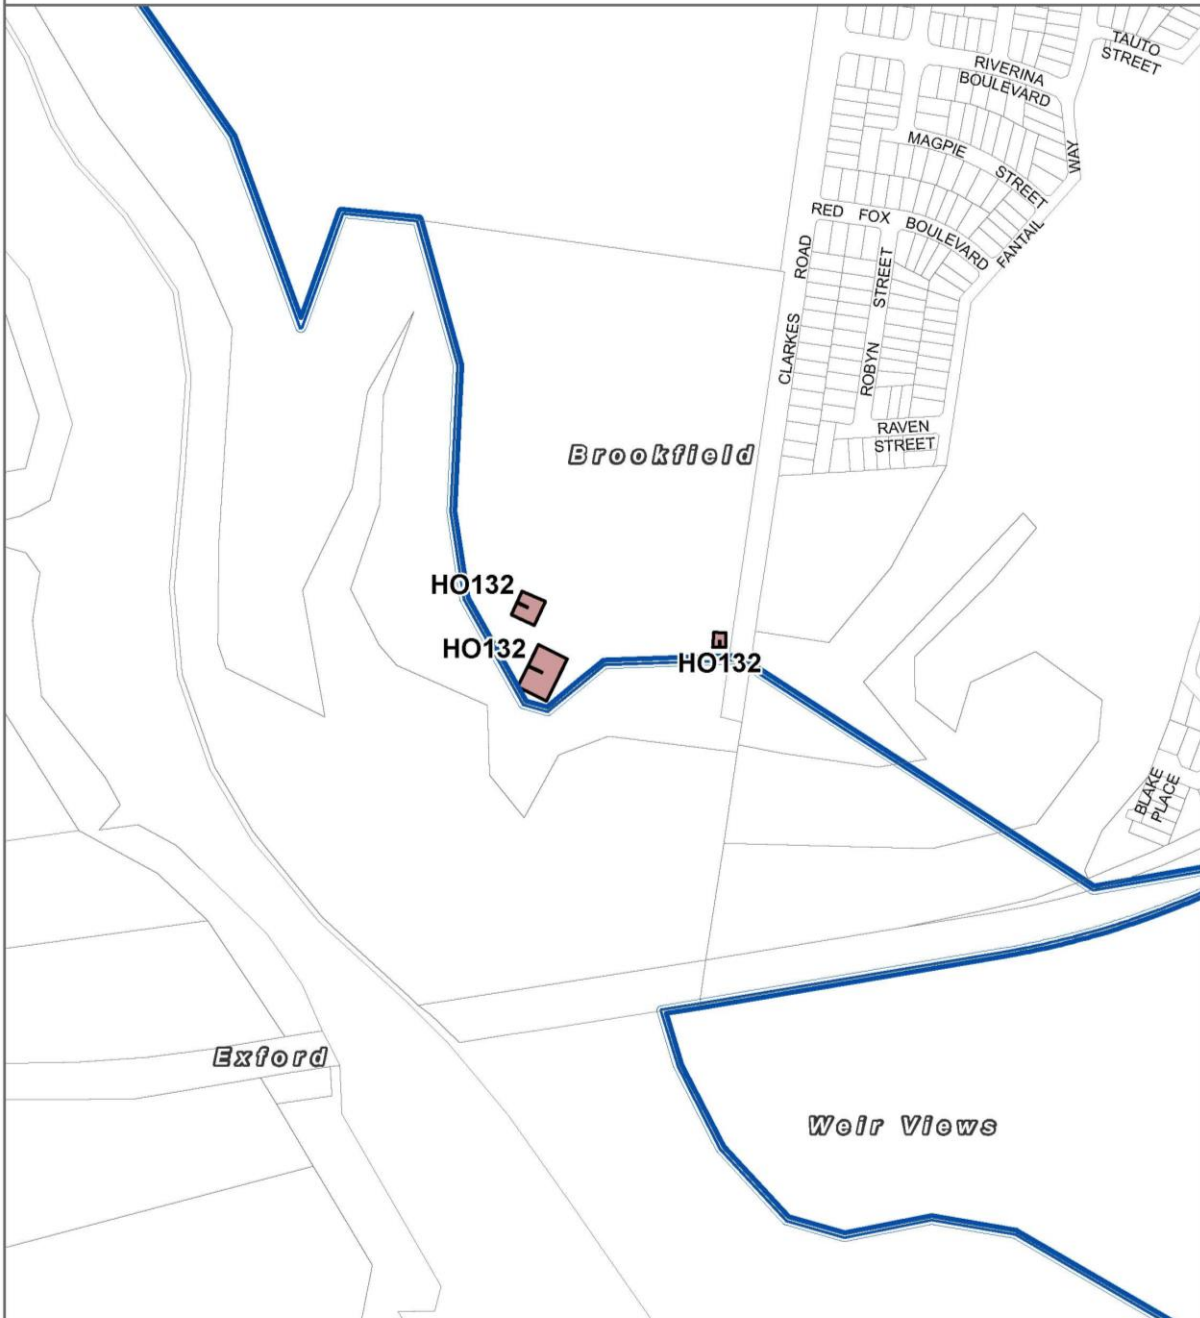 TAUTO
STREET
RIVERINA
BOULEVARD
MAGPIE
STREET
WAY
RED FOX BOULEVARD
FANTAIL
CLARKES ROAD
ROBYN STREET
RAVEN
STREET
Brookfield
HO132
HO132
HO132
BLAKE
PLACE
Exford
Weir Views